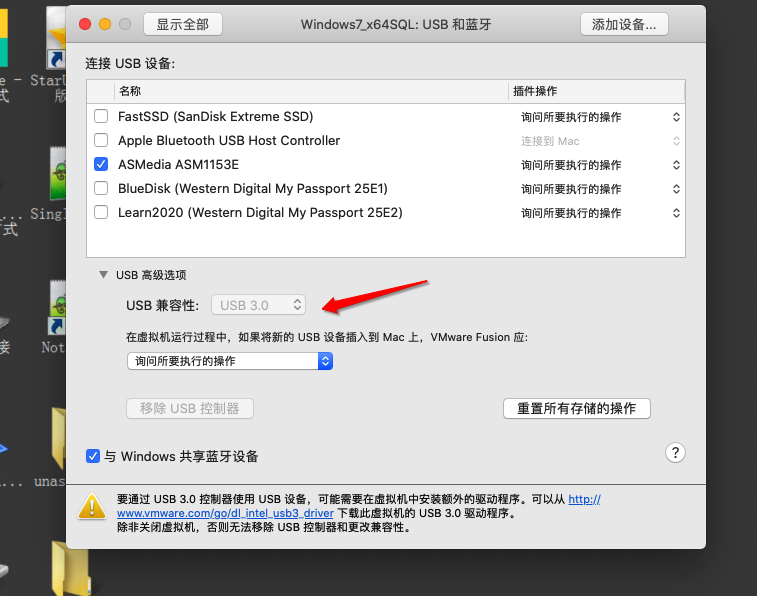 显示全部
Windows7_x64SQL: USB 和蓝牙
添加设备...
连接 USB 设备:
名称
插件操作
FastSSD (SanDisk Extreme SSD)
询问所要执行的操作
Apple Bluetooth USB Host Controller
连接到 Mac
ASMedia ASM1153E
询问所要执行的操作
BlueDisk (Western Digital My Passport 25E1)
询问所要执行的操作
Learn2020 (Western Digital My Passport 25E2)
询问所要执行的操作
USB 高级选项
USB 兼容性:
USB 3.0
在虚拟机运行过程中，如果将新的 USB 设备插入到 Mac 上，VMware Fusion 应:
询问所要执行的操作
移除 USB 控制器
重置所有存储的操作
与 Windows 共享蓝牙设备
?
要通过 USB 3.0 控制器使用 USB 设备，可能需要在虚拟机中安装额外的驱动程序。可以从 http://
www.vmware.com/go/dl_intel_usb3_driver 下载此虚拟机的 USB 3.0 驱动程序。
除非关闭虚拟机，否则无法移除 USB 控制器和更改兼容性。
e – Star
式
版
... Singl
式
接
Not
... unas